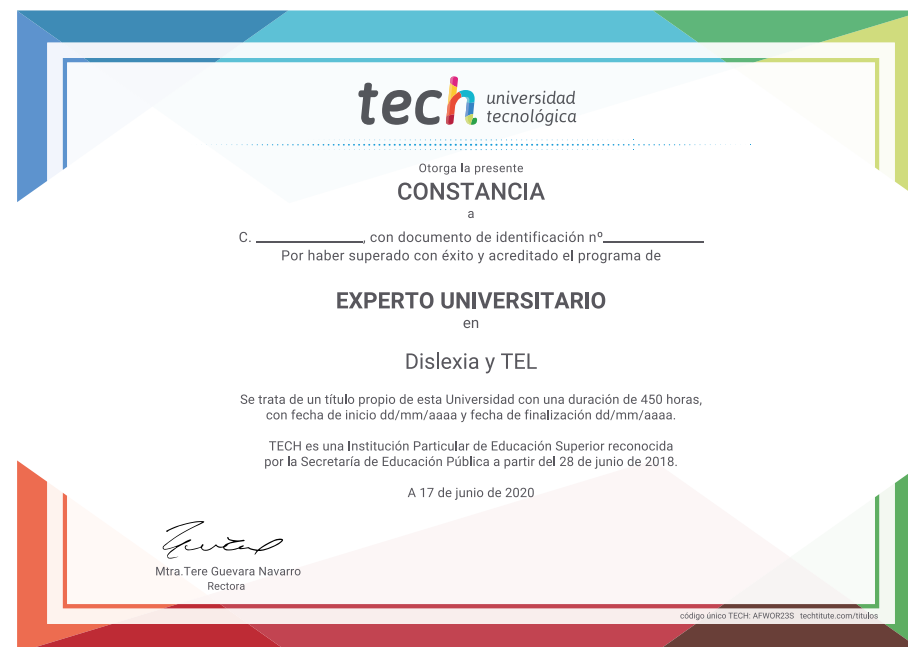 tech universidad
tecnológica
Otorga la presente
CONSTANCIA
a
C. ____________, con documento de identificación nº____________
Por haber superado con éxito y acreditado el programa de
EXPERTO UNIVERSITARIO
en
Dislexia y TEL
Se trata de un título propio de esta Universidad con una duración de 450 horas,
con fecha de inicio dd/mm/aaaa y fecha de finalización dd/mm/aaaa.
TECH es una Institución Particular de Educación Superior reconocida
por la Secretaría de Educación Pública a partir del 28 de junio de 2018.
A 17 de junio de 2020
Mtra.Tere Guevara Navarro
Rectora
código único TECH: AFWOR23S techtitute.com/titulos